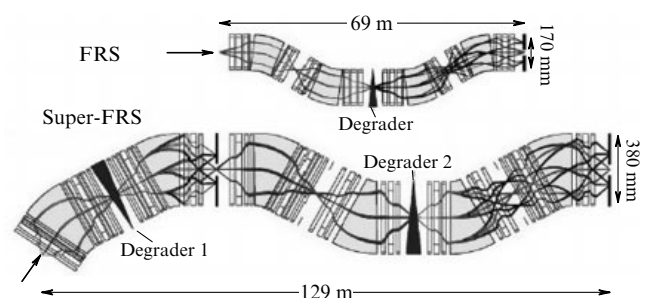 69 m
FRS
170 mm
Degrader
Super-FRS
Degrader 2
380 mm
Degrader 1
129 m